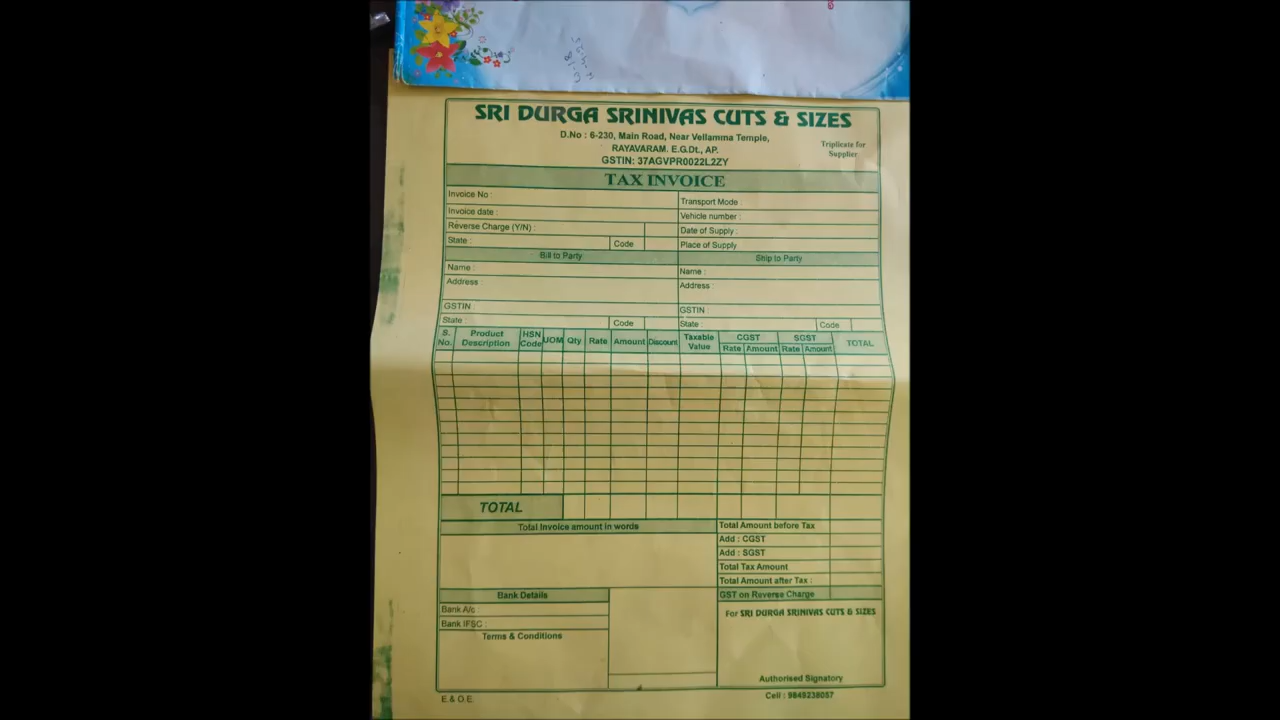 SRI DURGA SRINIVAS CUTS & SIZES
D.No : 6-230, Main Road, Near Vellamma Temple,
RAYAVARAM. E.G.Dt., AP.
GSTIN: 37AGVPR0022L2ZY
Triplicate for
Supplier
TAX INVOICE
Invoice No :
Transport Mode
Invoice date :
Vehicle number :
Reverse Charge (Y/N) :
Date of Supply :
State :
Code
Place of Supply
Bill to Party
Ship to Party
Name :
Name :
Address :
Address :
GSTIN
GSTIN
State :
Code
State :
Code
S. No.
Product Description
HSN Code
UOM
Qty
Rate
Amount
Discount
Taxable Value
CGST
Rate Amount
SGST
Rate Amount
TOTAL
TOTAL
Total Invoice amount in words
Total Amount before Tax
Add : CGST
Add : SGST
Total Tax Amount
Total Amount after Tax :
GST on Reverse Charge
Bank Details
Bank A/c :
Bank IFSC :
Terms & Conditions
For SRI DURGA SRINIVAS CUTS & SIZES
Authorised Signatory
E & O.E.
Cell : 9849238057